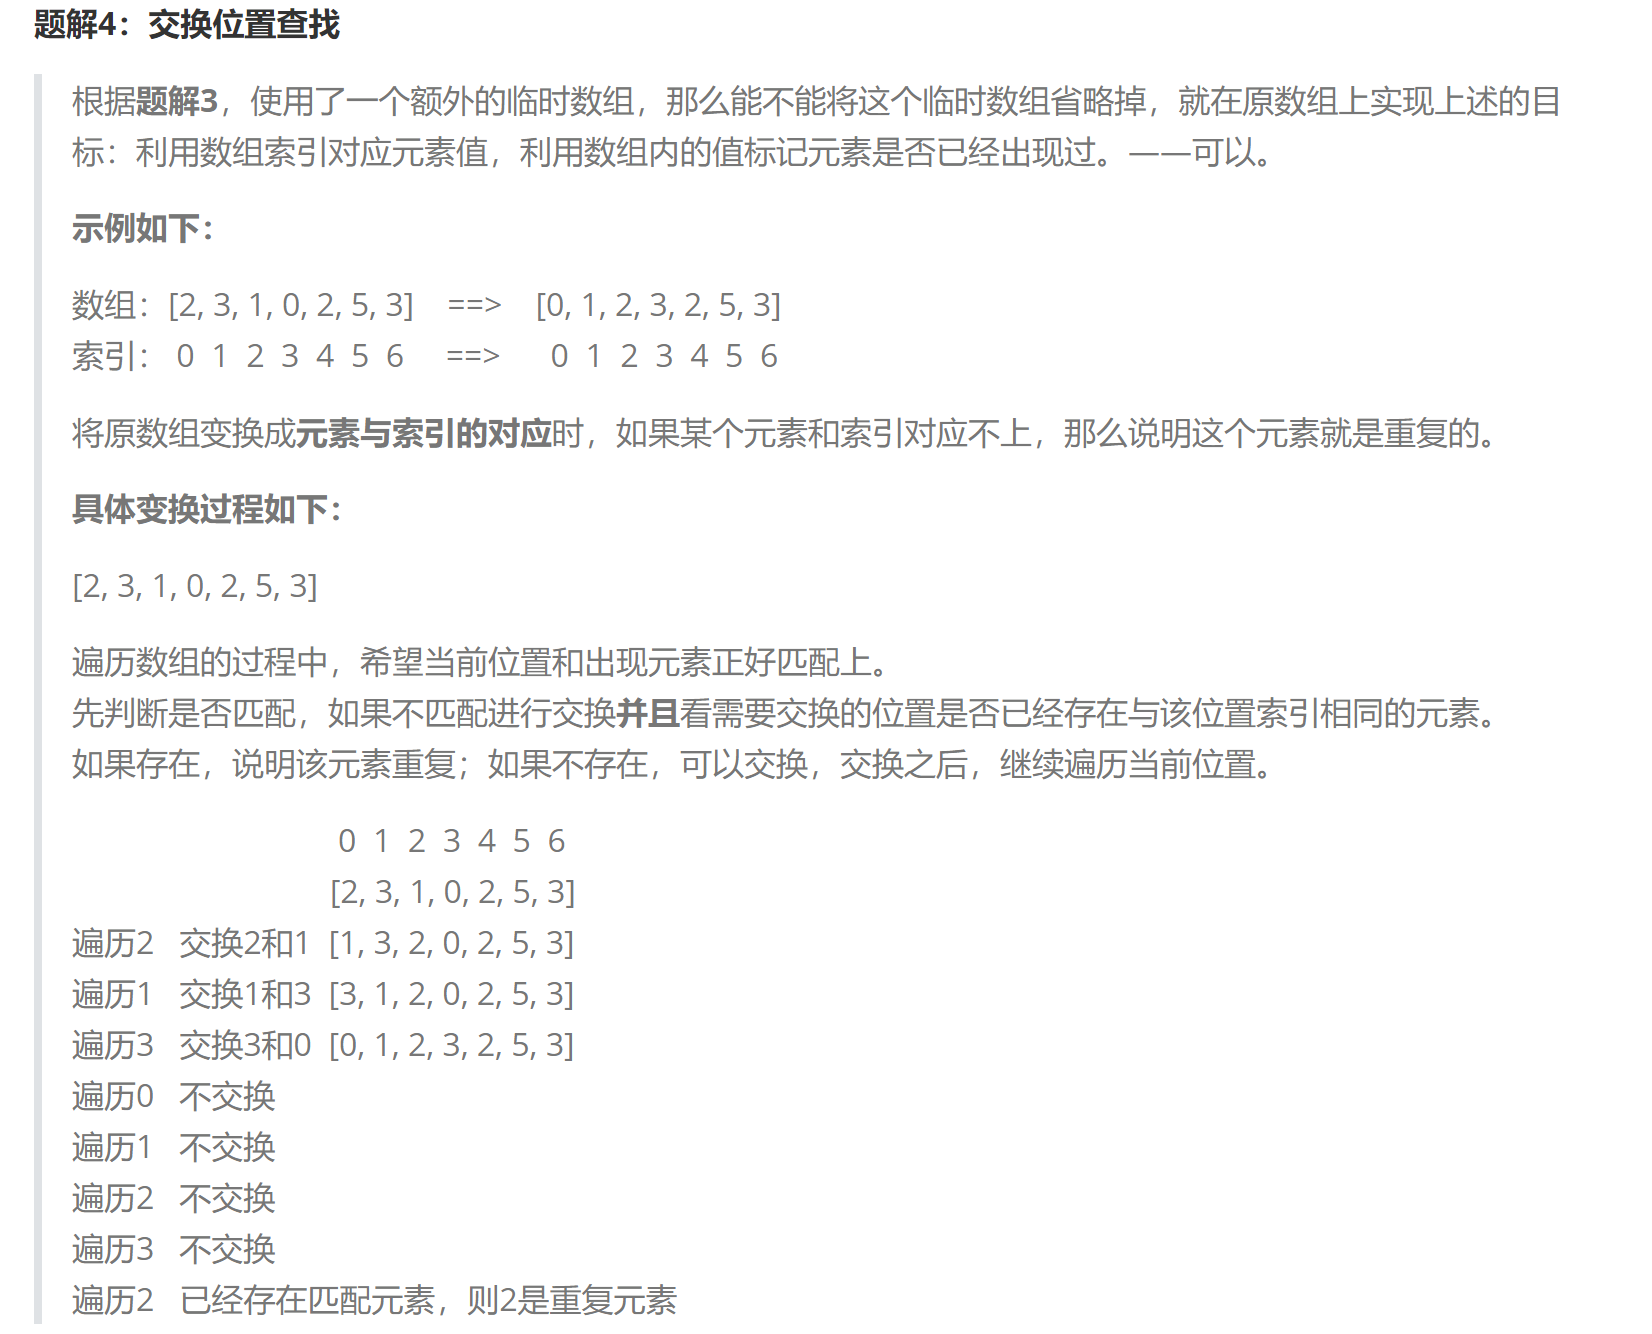 题解4：交换位置查找
根据题解3，使用了一个额外的临时数组，那么能不能将这个临时数组省略掉，就在原数组上实现上述的目
标：利用数组索引对应元素值，利用数组内的值标记元素是否已经出现过。——可以。
示例如下：
数组：[2, 3, 1, 0, 2, 5, 3] ==> [0, 1, 2, 3, 2, 5, 3]
索引： 0 1 2 3 4 5 6 ==> 0 1 2 3 4 5 6
将原数组变换成元素与索引的对应时，如果某个元素和索引对应不上，那么说明这个元素就是重复的。
具体变换过程如下：
[2, 3, 1, 0, 2, 5, 3]
遍历数组的过程中，希望当前位置和出现元素正好匹配上。
先判断是否匹配，如果不匹配进行交换并且看需要交换的位置是否已经存在与该位置索引相同的元素。
如果存在，说明该元素重复；如果不存在，可以交换，交换之后，继续遍历当前位置。
0 1 2 3 4 5 6
[2, 3, 1, 0, 2, 5, 3]
遍历2 交换2和1 [1, 3, 2, 0, 2, 5, 3]
遍历1 交换1和3 [3, 1, 2, 0, 2, 5, 3]
遍历3 交换3和0 [0, 1, 2, 3, 2, 5, 3]
遍历0 不交换
遍历1 不交换
遍历2 不交换
遍历3 不交换
遍历2 已经存在匹配元素，则2是重复元素